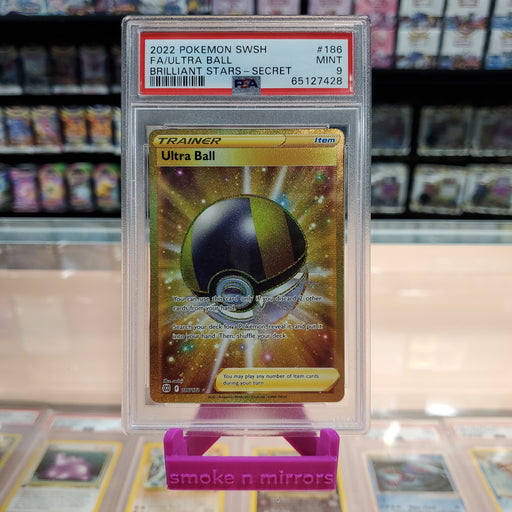 2022 POKEMON SWSH #186
FA/ULTRA BALL MINT
BRILLIANT STARS-SECRET 9
PSA 65127428
TRAINER Item
Ultra Ball
You can use this card only if you discard 2 other
cards from your hand.
Search your deck for a Pokémon, reveal it, and put it
into your hand. Then, shuffle your deck.
You may play any number of Item cards
during your turn.
186/172
smoke n mirrors